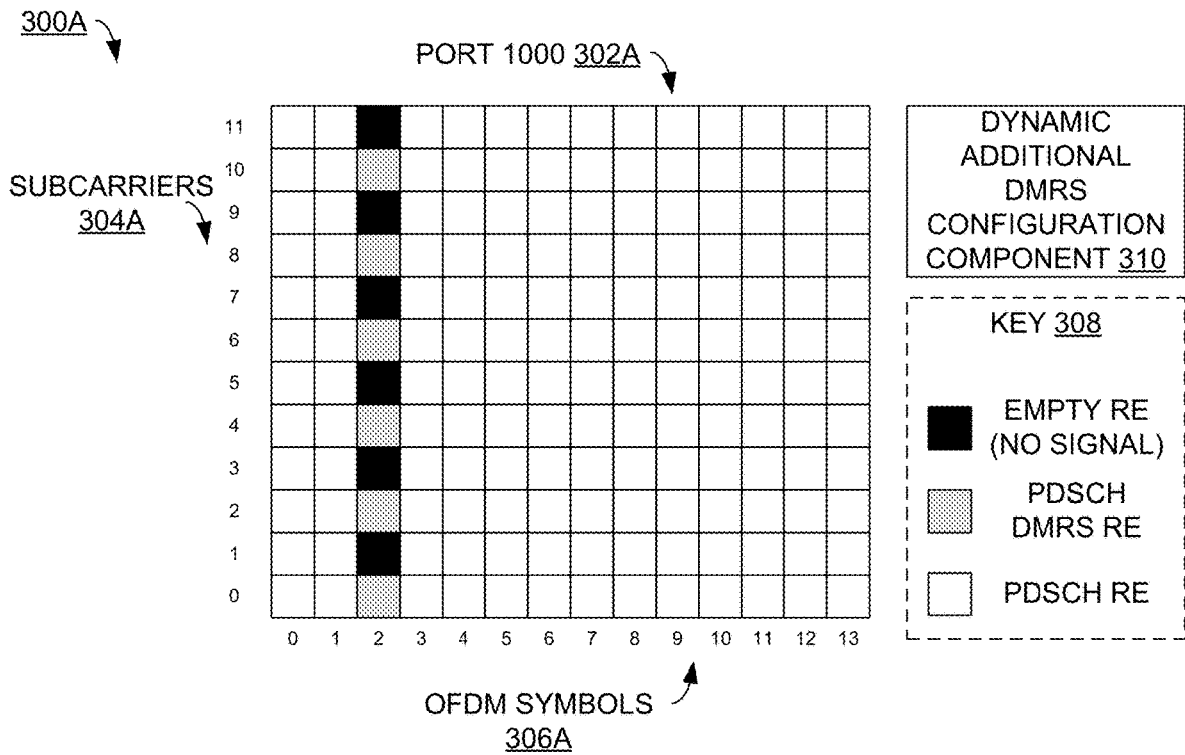 300A
PORT 1000 302A
SUBCARRIERS
304A
11
10
9
8
7
6
5
4
3
2
1
0
0 1 2 3 4 5 6 7 8 9 10 11 12 13
OFDM SYMBOLS
306A
DYNAMIC
ADDITIONAL
DMRS
CONFIGURATION
COMPONENT 310
KEY 308
EMPTY RE
(NO SIGNAL)
PDSCH
DMRS RE
PDSCH RE